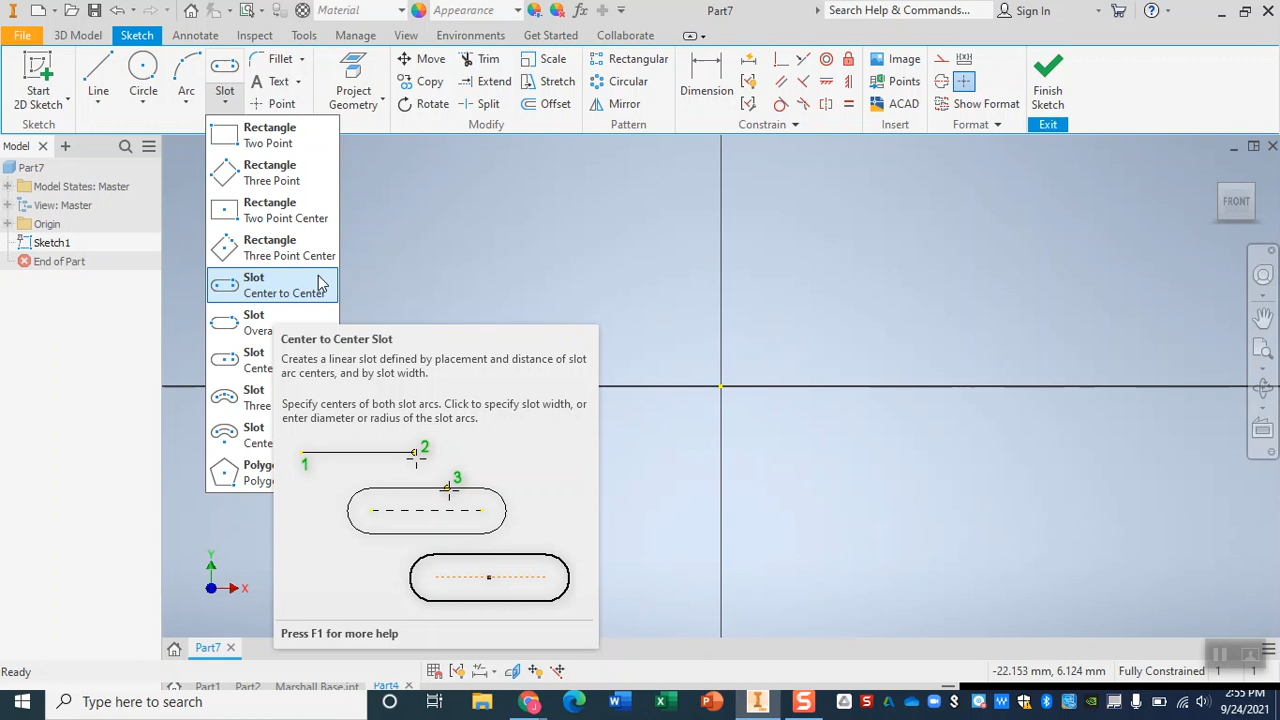 Material
Appearance
Part7
Search Help & Commands...
Sign In
File
3D Model
Sketch
Annotate
Inspect
Tools
Manage
View
Environments
Get Started
Collaborate
Start
2D Sketch
Line
Circle
Arc
Slot
Fillet
Text
Point
Project
Geometry
Move
Copy
Rotate
Trim
Extend
Split
Scale
Stretch
Offset
Rectangular
Circular
Mirror
Dimension
Image
Points
ACAD
Show Format
Finish
Sketch
Sketch
Modify
Pattern
Constrain
Insert
Format
Exit
Model
Part7
Model States: Master
View: Master
Origin
Sketch1
End of Part
Rectangle
Two Point
Rectangle
Three Point
Rectangle
Two Point Center
Rectangle
Three Point Center
Slot
Center to Center
Slot
Overa
Slot
Cente
Slot
Three
Slot
Cente
Polyg
Polyg
Center to Center Slot
Creates a linear slot defined by placement and distance of slot
arc centers, and by slot width.
Specify centers of both slot arcs. Click to specify slot width, or
enter diameter or radius of the slot arcs.
1
2
3
Press F1 for more help
FRONT
Y
X
Part7
Ready
-22.153 mm, 6.124 mm
Fully Constrained
1
1
Part1
Part2
Marshall Base.ipt
Part4
Type here to search
2:55 PM
9/24/2021